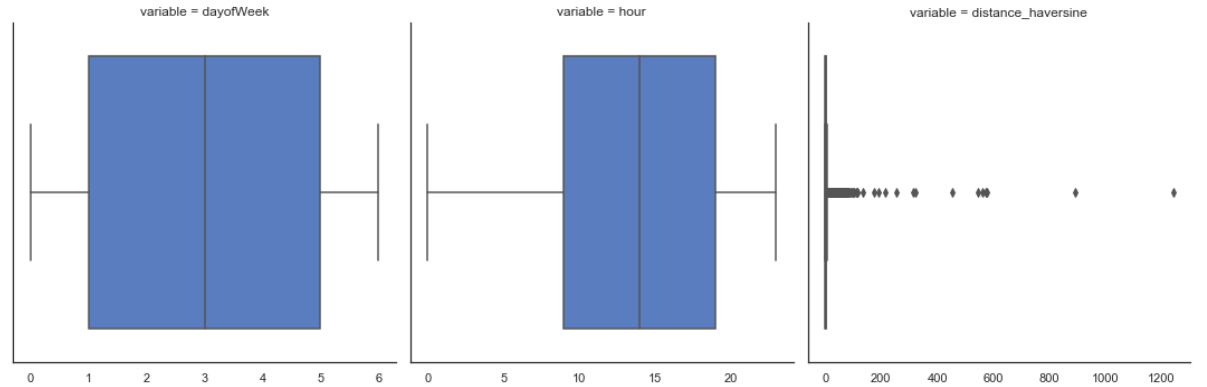 variable = dayofWeek
variable = hour
variable = distance_haversine
0 1 2 3 4 5 6
0 5 10 15 20
0 200 400 600 800 1000 1200